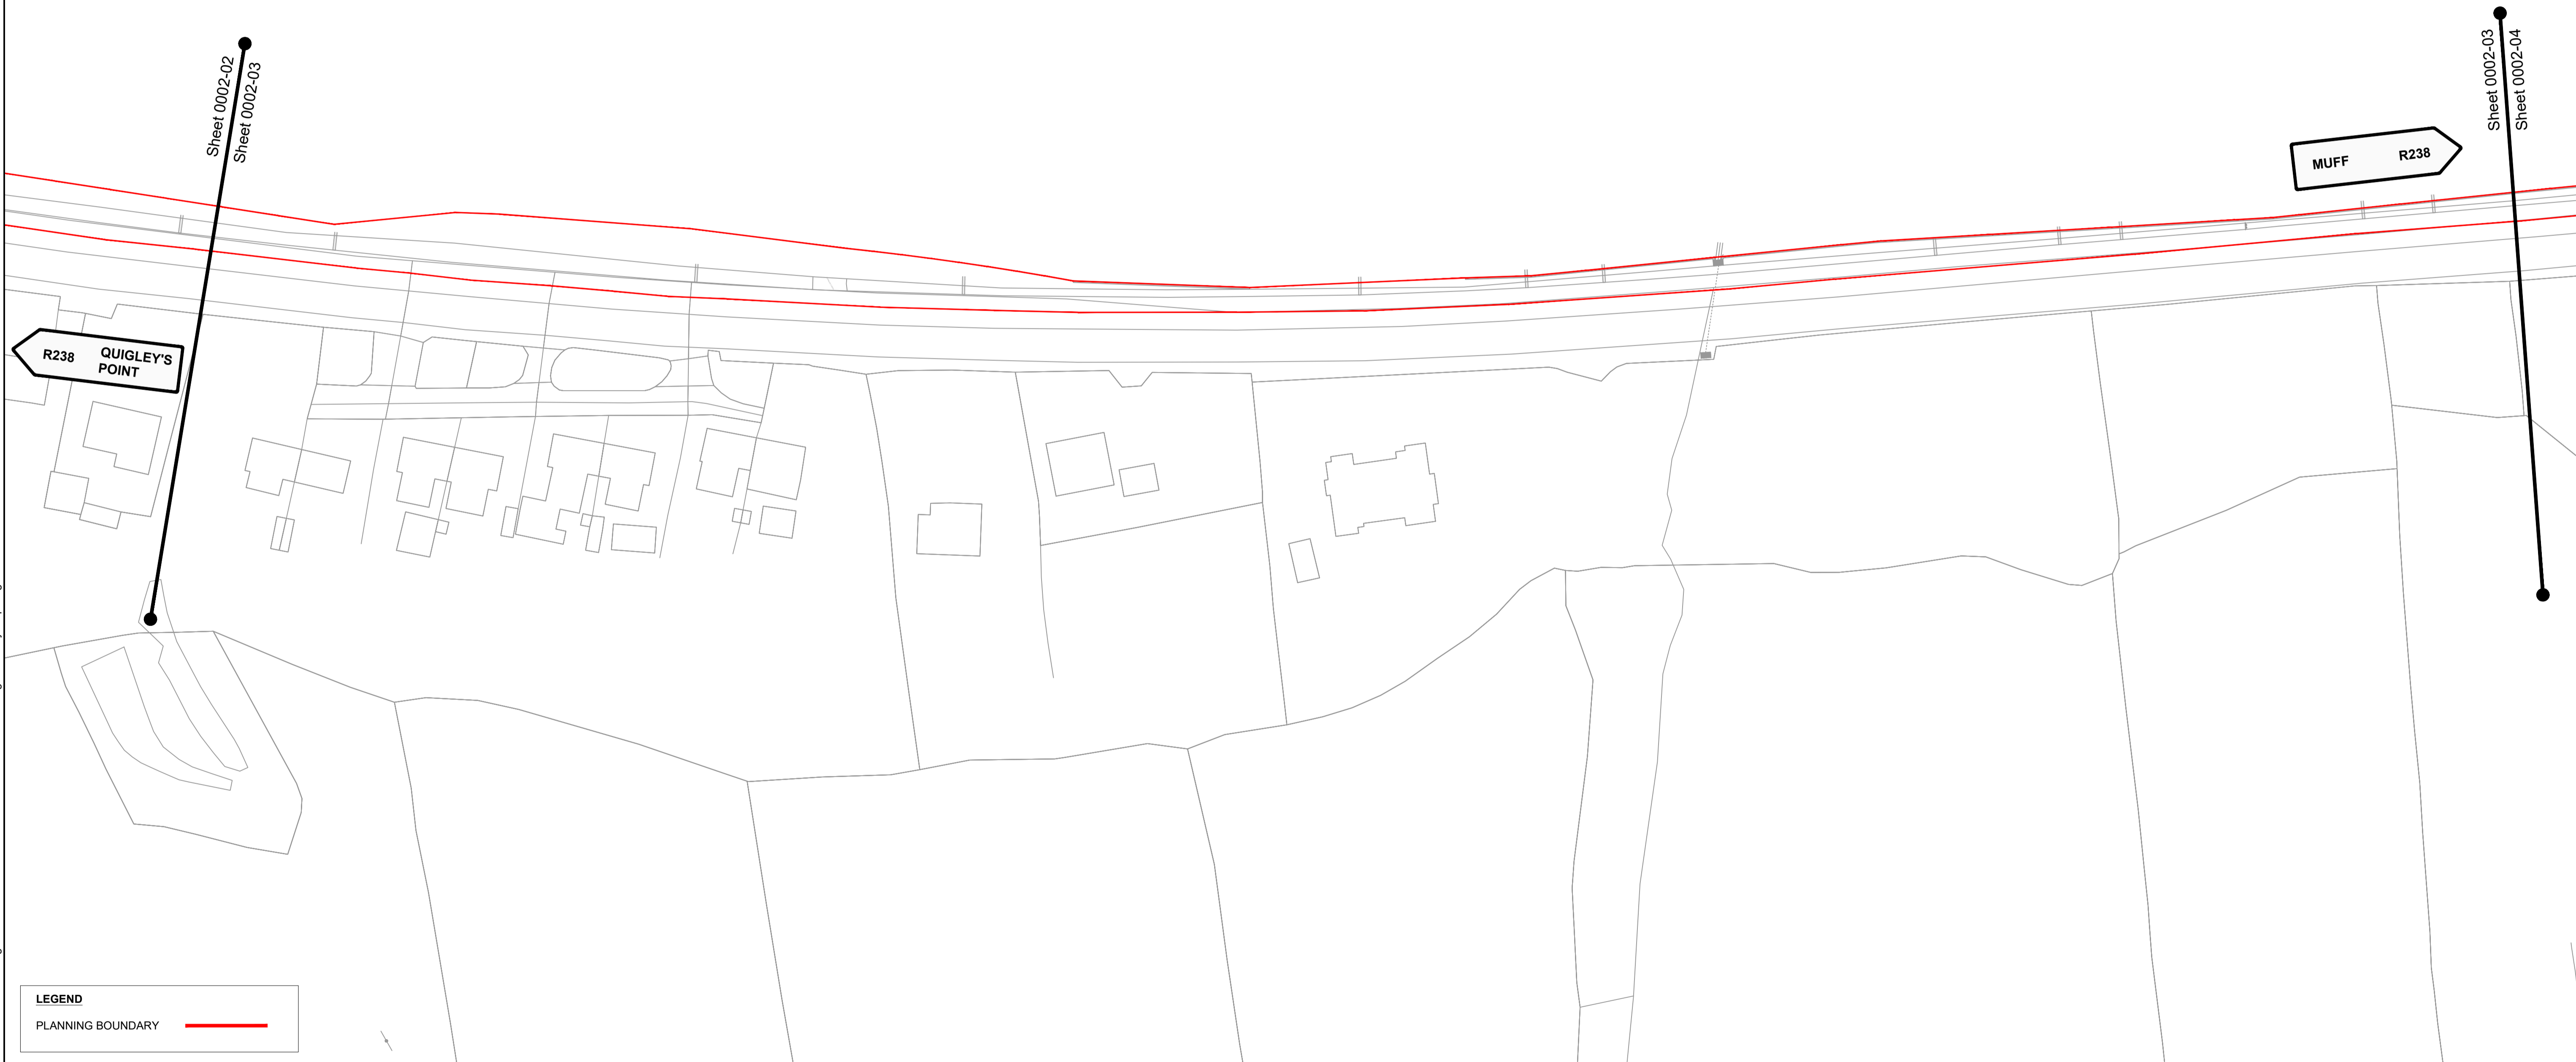 Sheet 0002-02
Sheet 0002-03
Sheet 0002-03
Sheet 0002-04
MUFF R238
R238 QUIGLEY'S
POINT
LEGEND
PLANNING BOUNDARY